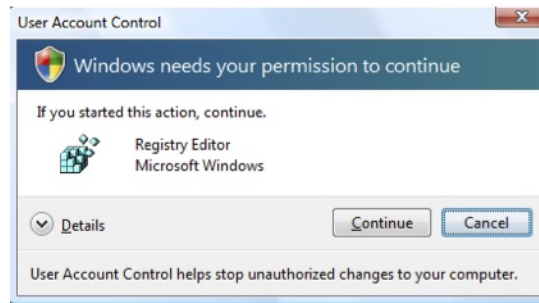 User Account Control
Windows needs your permission to continue
If you started this action, continue.
Registry Editor
Microsoft Windows
Details
Continue
Cancel
User Account Control helps stop unauthorized changes to your computer.